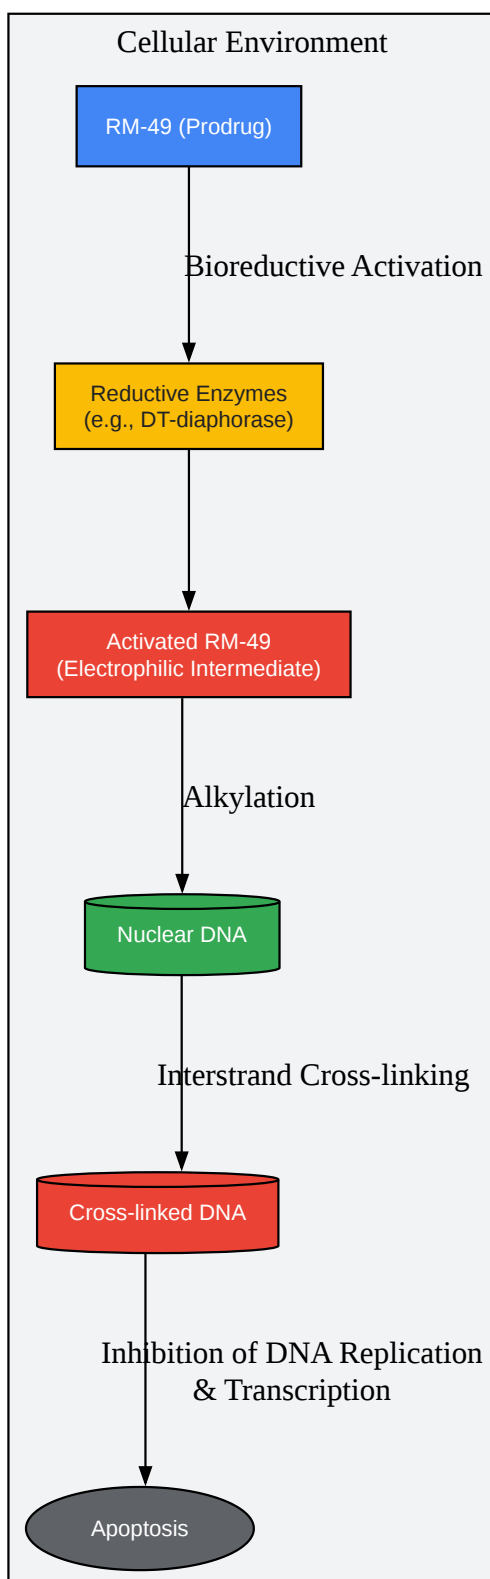 Cellular Environment
RM-49 (Prodrug)
Bioreductive Activation
Reductive Enzymes
(e.g., DT-diaphorase)
Activated RM-49
(Electrophilic Intermediate)
Alkylation
Nuclear DNA
Interstrand Cross-linking
Cross-linked DNA
Inhibition of DNA Replication
& Transcription
Apoptosis